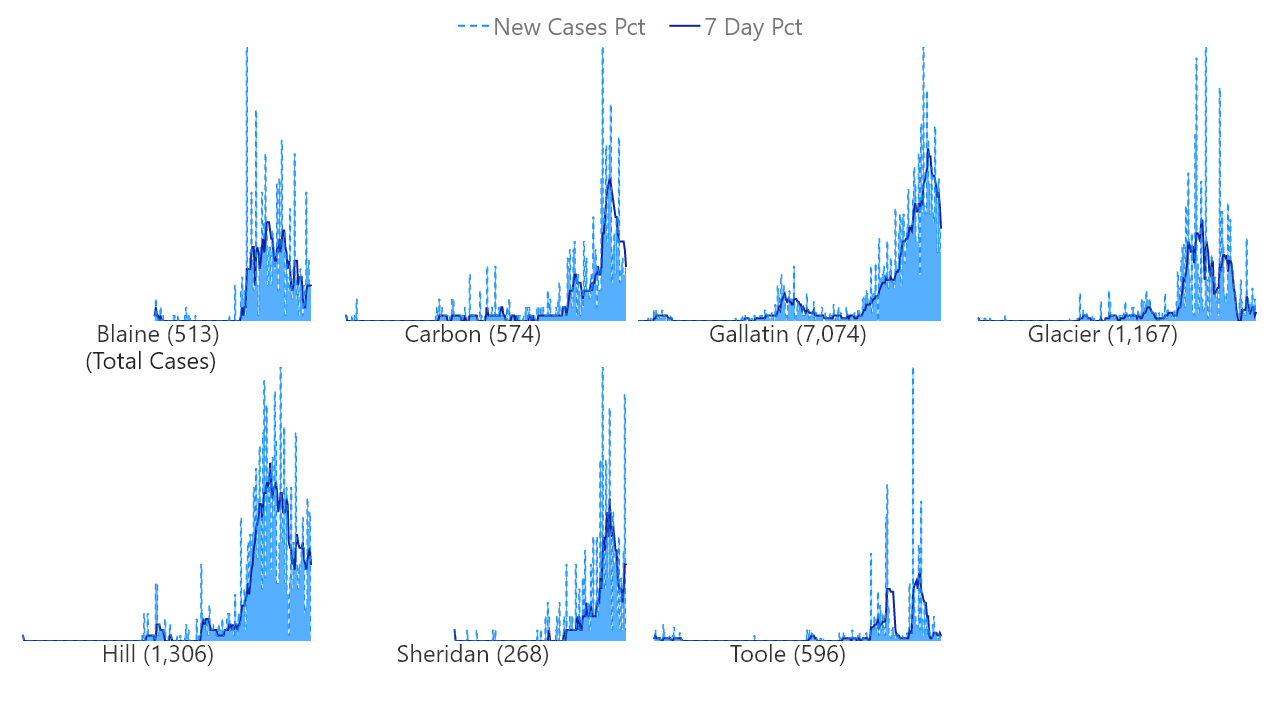 New Cases Pct 7 Day Pct
Blaine (513)
(Total Cases)
Carbon (574)
Gallatin (7,074)
Glacier (1,167)
Hill (1,306)
Sheridan (268)
Toole (596)